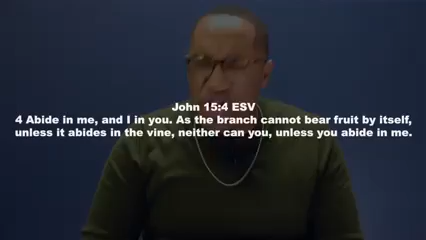 John 15:4 ESV
4 Abide in me, and I in you. As the branch cannot bear fruit by itself,
unless it abides in the vine, neither can you, unless you abide in me.